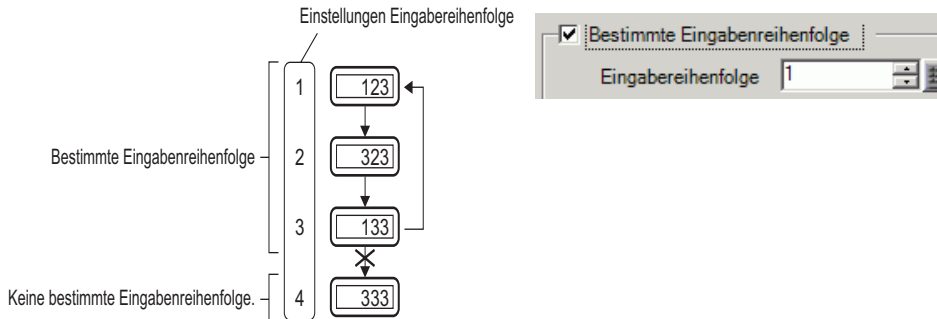 Einstellungen Eingabereihenfolge
1 123
Bestimmte Eingabenreihenfolge 2 323
3 133
Keine bestimmte Eingabenreihenfolge. 4 333
Bestimmte Eingabenreihenfolge
Eingabereihenfolge 1